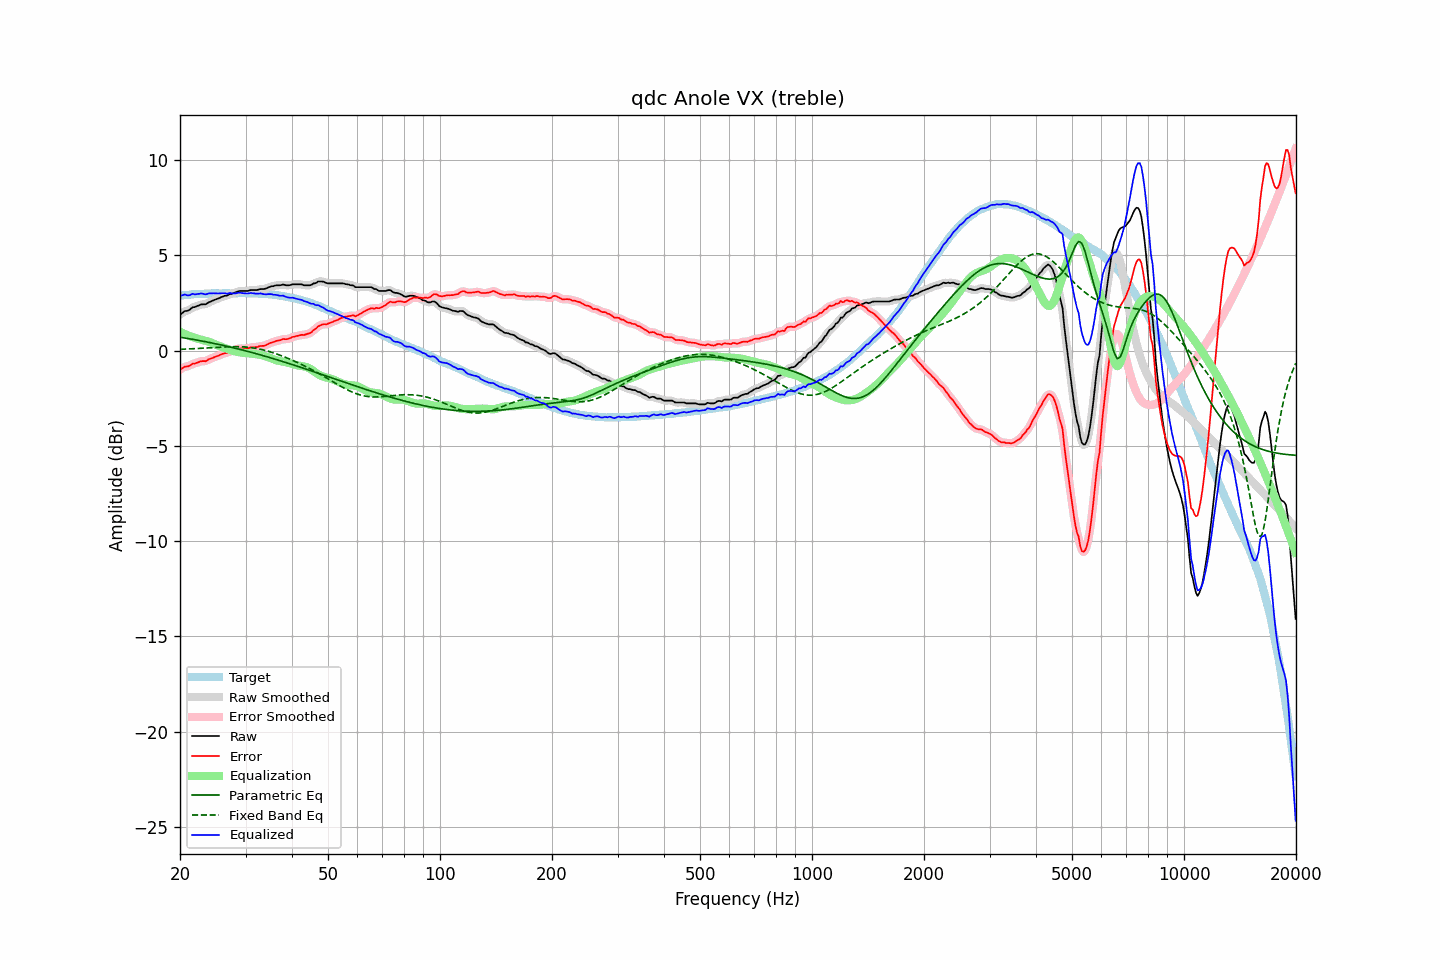 qdc Anole VX (treble)
Amplitude (dBr)
10
5
0
−5
−10
−15
−20
−25
Target
Raw Smoothed
Error Smoothed
Raw
Error
Equalization
Parametric Eq
Fixed Band Eq
Equalized
20
50
100
200
500
1000
2000
5000
10000
20000
Frequency (Hz)